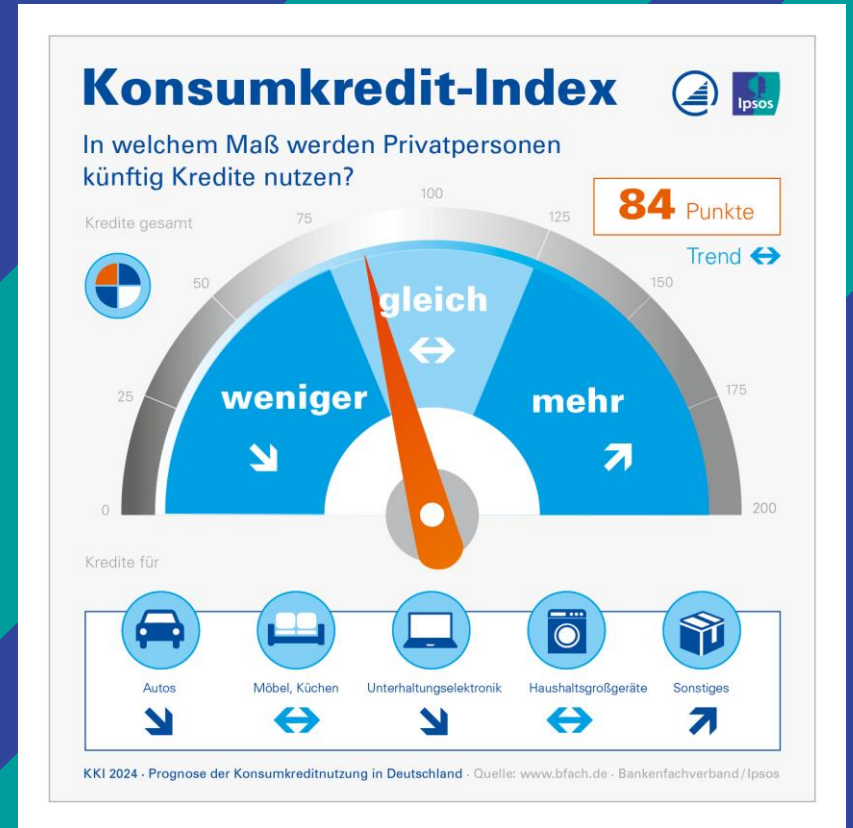 Konsumkredit-Index
Ipsos
In welchem Maß werden Privatpersonen
künftig Kredite nutzen?
84 Punkte
Trend
Kredite gesamt
0
25
50
75
100
125
150
175
200
weniger
gleich
mehr
Kredite für
Autos
Möbel, Küchen
Unterhaltungselektronik
Haushaltsgroßgeräte
Sonstiges
KKI 2024 · Prognose der Konsumkreditnutzung in Deutschland · Quelle: www.bfach.de · Bankenfachverband/Ipsos